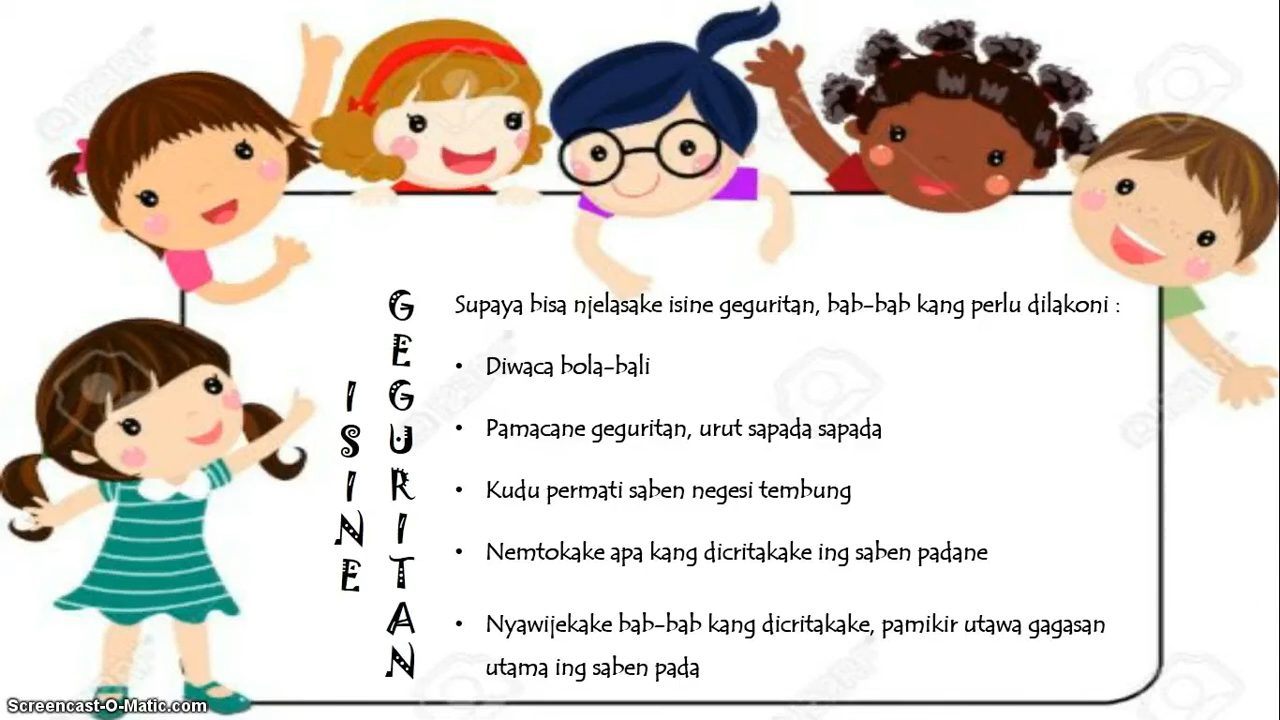 ISINE
GEGURITAN
Supaya bisa njelasake isine geguritan, bab-bab kang perlu dilakoni :
• Diwaca bola-bali
• Pamacane geguritan, urut sapada sapada
• Kudu permati saben negesi tembung
• Nemtokake apa kang dicritakake ing saben padane
• Nyawijekake bab-bab kang dicritakake, pamikir utawa gagasan
utama ing saben pada
Screencast-O-Matic.com